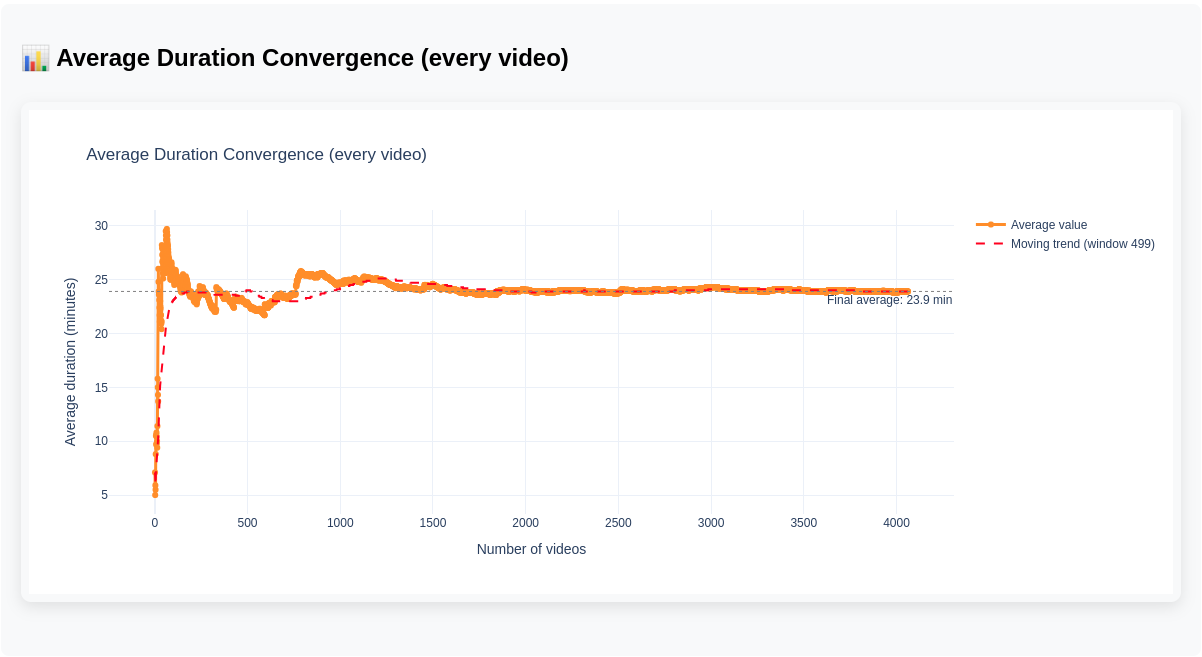 📊 Average Duration Convergence (every video)
Average Duration Convergence (every video)
Average value
Moving trend (window 499)
Average duration (minutes)
30
25
20
15
10
5
Final average: 23.9 min
0 500 1000 1500 2000 2500 3000 3500 4000
Number of videos